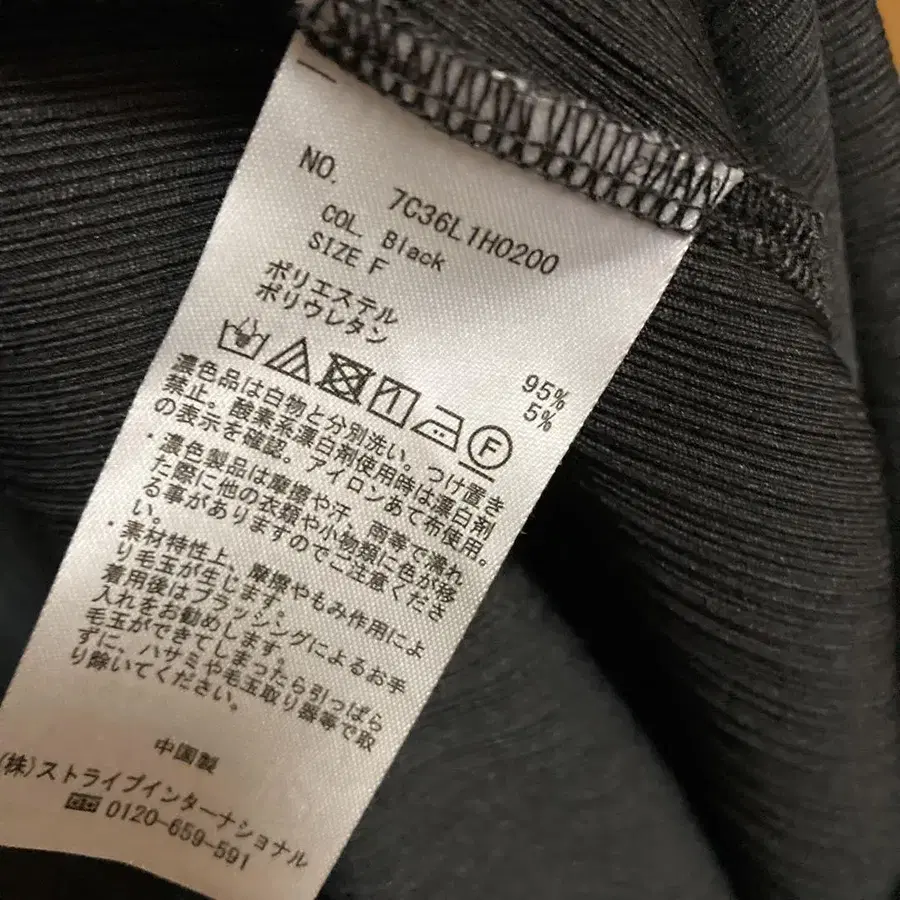 NO. 7C36L1H0200
COL. Black
SIZE F
ポリエステル 95%
ポリウレタン 5%
F
濃色品は白物と分別洗い。つけ置き
禁止。酸素系漂白剤使用時は漂白剤
の表示を確認。アイロンあて布使用。
・濃色製品は摩擦や汗、雨等で濡れ
た際に他の衣類や小物類に色が移
る事がありますのでご注意くださ
い。
・素材特性上、摩擦やもみ作用によ
り毛玉が生じます。
着用後はブラッシングによるお手
入れをお勧めします。
毛玉ができてしまったら引っぱら
ずに、ハサミや毛玉取り器等で取
り除いてください。
中国製
(株)ストライプインターナショナル
0120-659-591